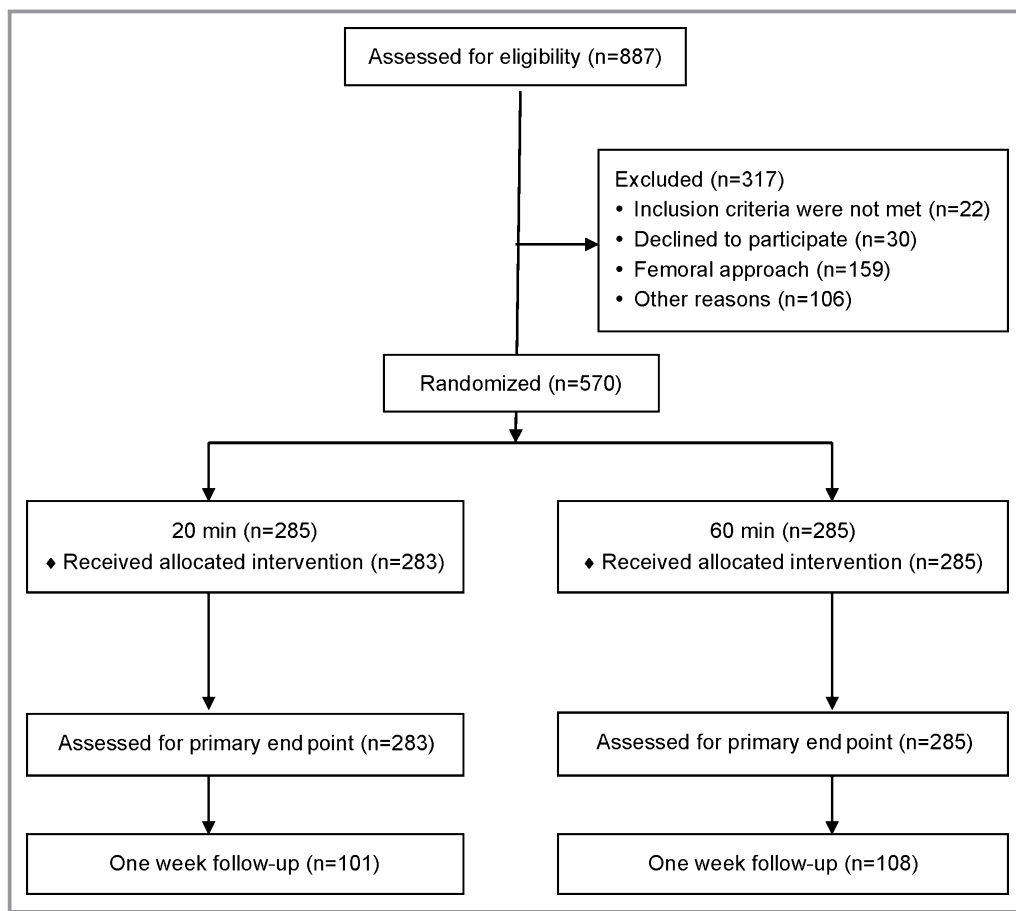 Assessed for eligibility (n=887)
Excluded (n=317)
• Inclusion criteria were not met (n=22)
• Declined to participate (n=30)
• Femoral approach (n=159)
• Other reasons (n=106)
Randomized (n=570)
20 min (n=285)
♦ Received allocated intervention (n=283)
60 min (n=285)
♦ Received allocated intervention (n=285)
Assessed for primary end point (n=283)
Assessed for primary end point (n=285)
One week follow-up (n=101)
One week follow-up (n=108)